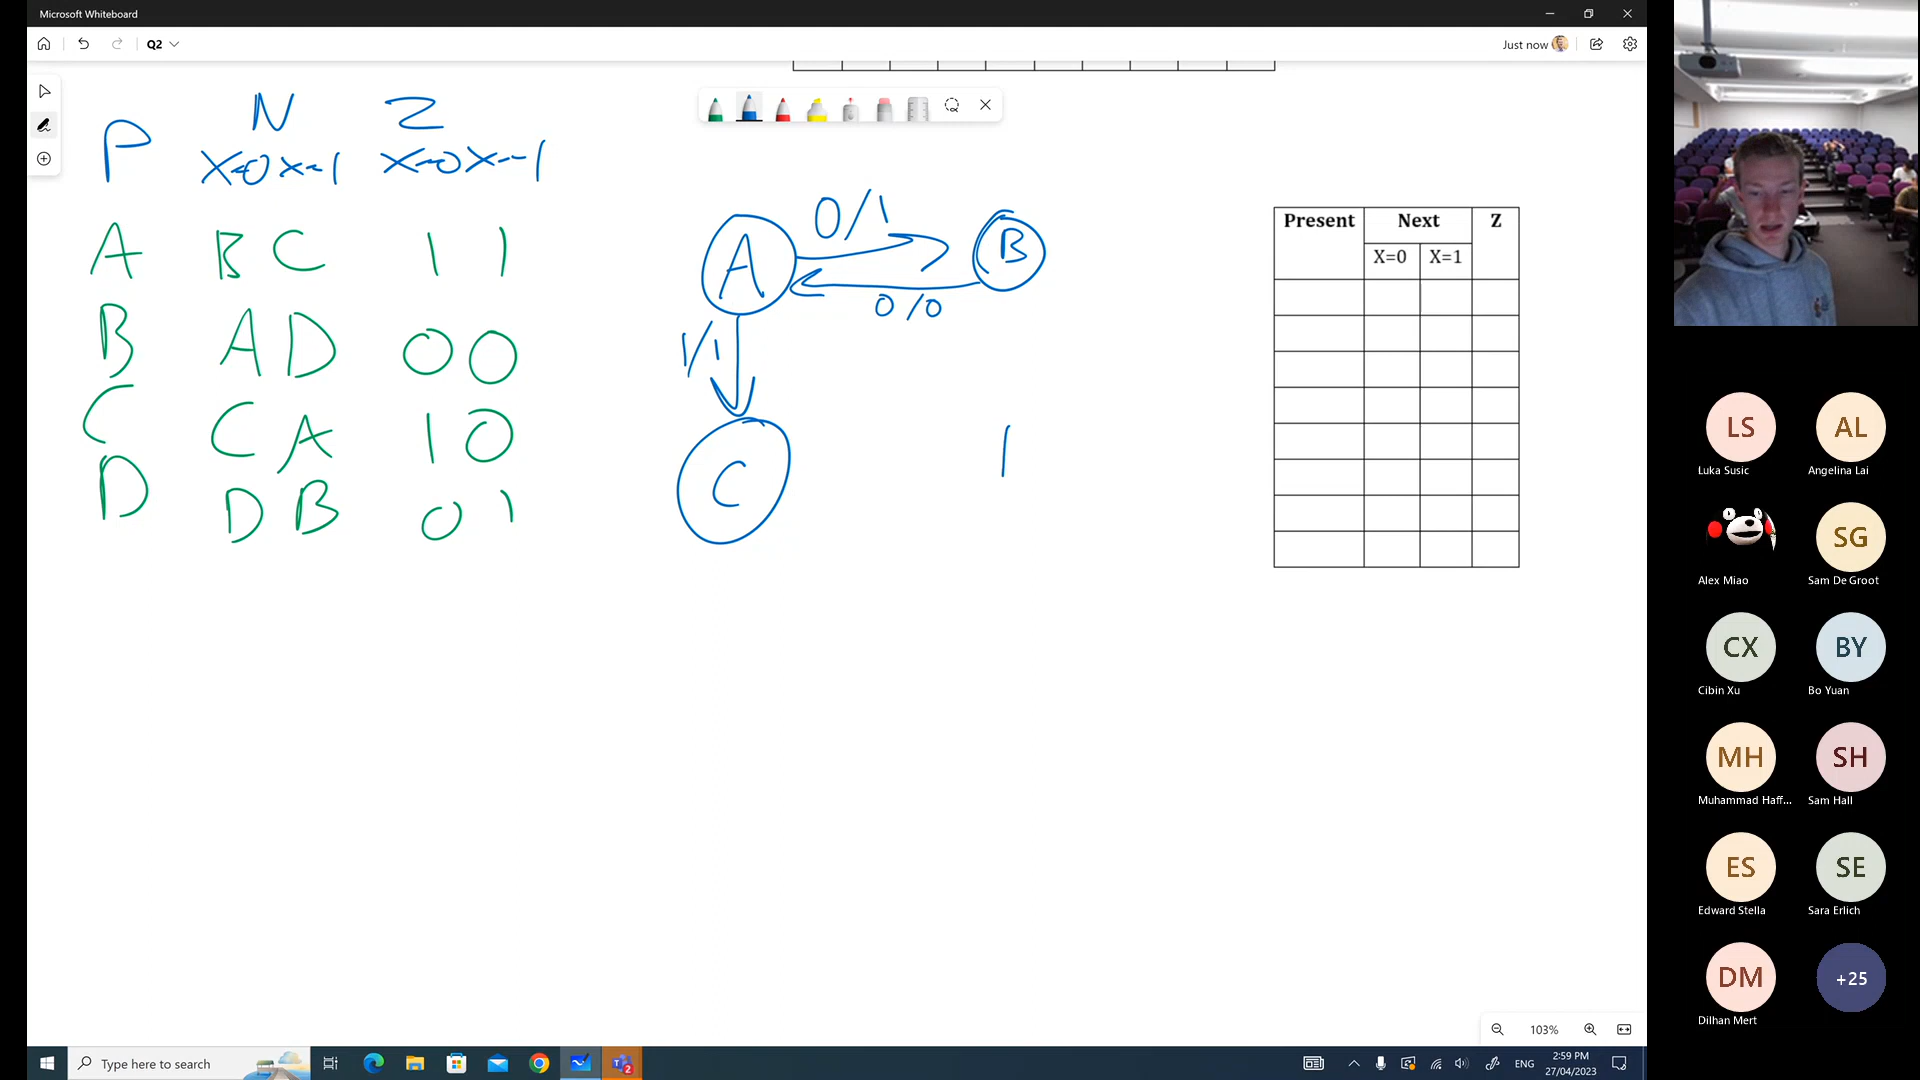 Microsoft Whiteboard
Q2
Just now
N Z
P X=0 X=1 X=0 X=1
A B C 1 1
B A D 0 0
C C A 1 0
D D B 0 1
A
0/1
B
0/0
1/1
C
Present Next Z
X=0 X=1
LS
Luka Susic
AL
Angelina Lai
Alex Miao
SG
Sam De Groot
CX
Cibin Xu
BY
Bo Yuan
MH
Muhammad Haff...
SH
Sam Hall
ES
Edward Stella
SE
Sara Erlich
DM
Dilhan Mert
+25
103%
Type here to search
2
ENG
2:59 PM
27/04/2023